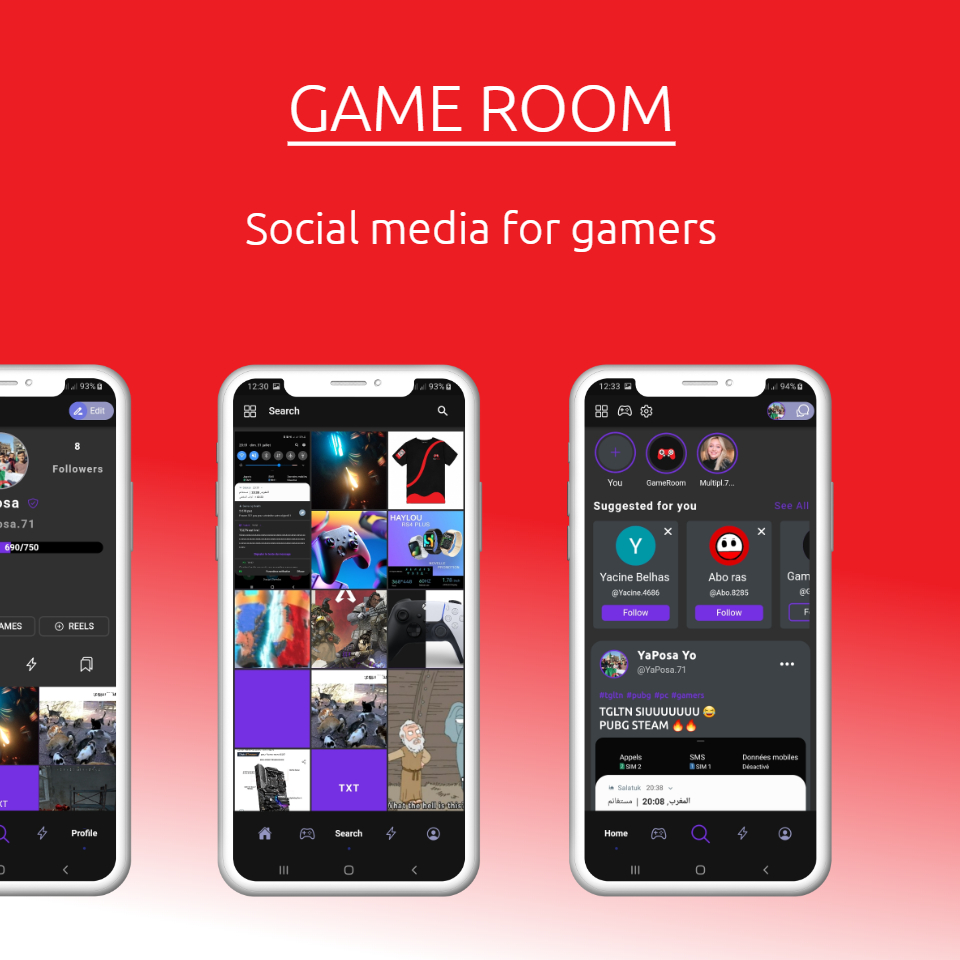 GAME ROOM
Social media for gamers
93%
Edit
8
Followers
osa
osa.71
690/750
AMES
REELS
XT
Profile
12:30
93%
Search
HAYLOU
PS4 PLUS
TXT
What the hell is this
Search
12:33
94%
You
GameRoom
Multipl.7...
Suggested for you
See All
Yacine Belhas
@Yacine.4686
Follow
Abo ras
@Abo.8285
Follow
Gam
@G
F
YaPosa Yo
@YaPosa.71
#tgltn #pubg #pc #gamers
TGLTN SIUUUUUUU 😂
PUBG STEAM 🔥🔥
Appels
SIM 2
SMS
SIM 1
Données mobiles
Désactivé
Salatuk 20:38
المغرب, 20:08 | مستغانم
Home